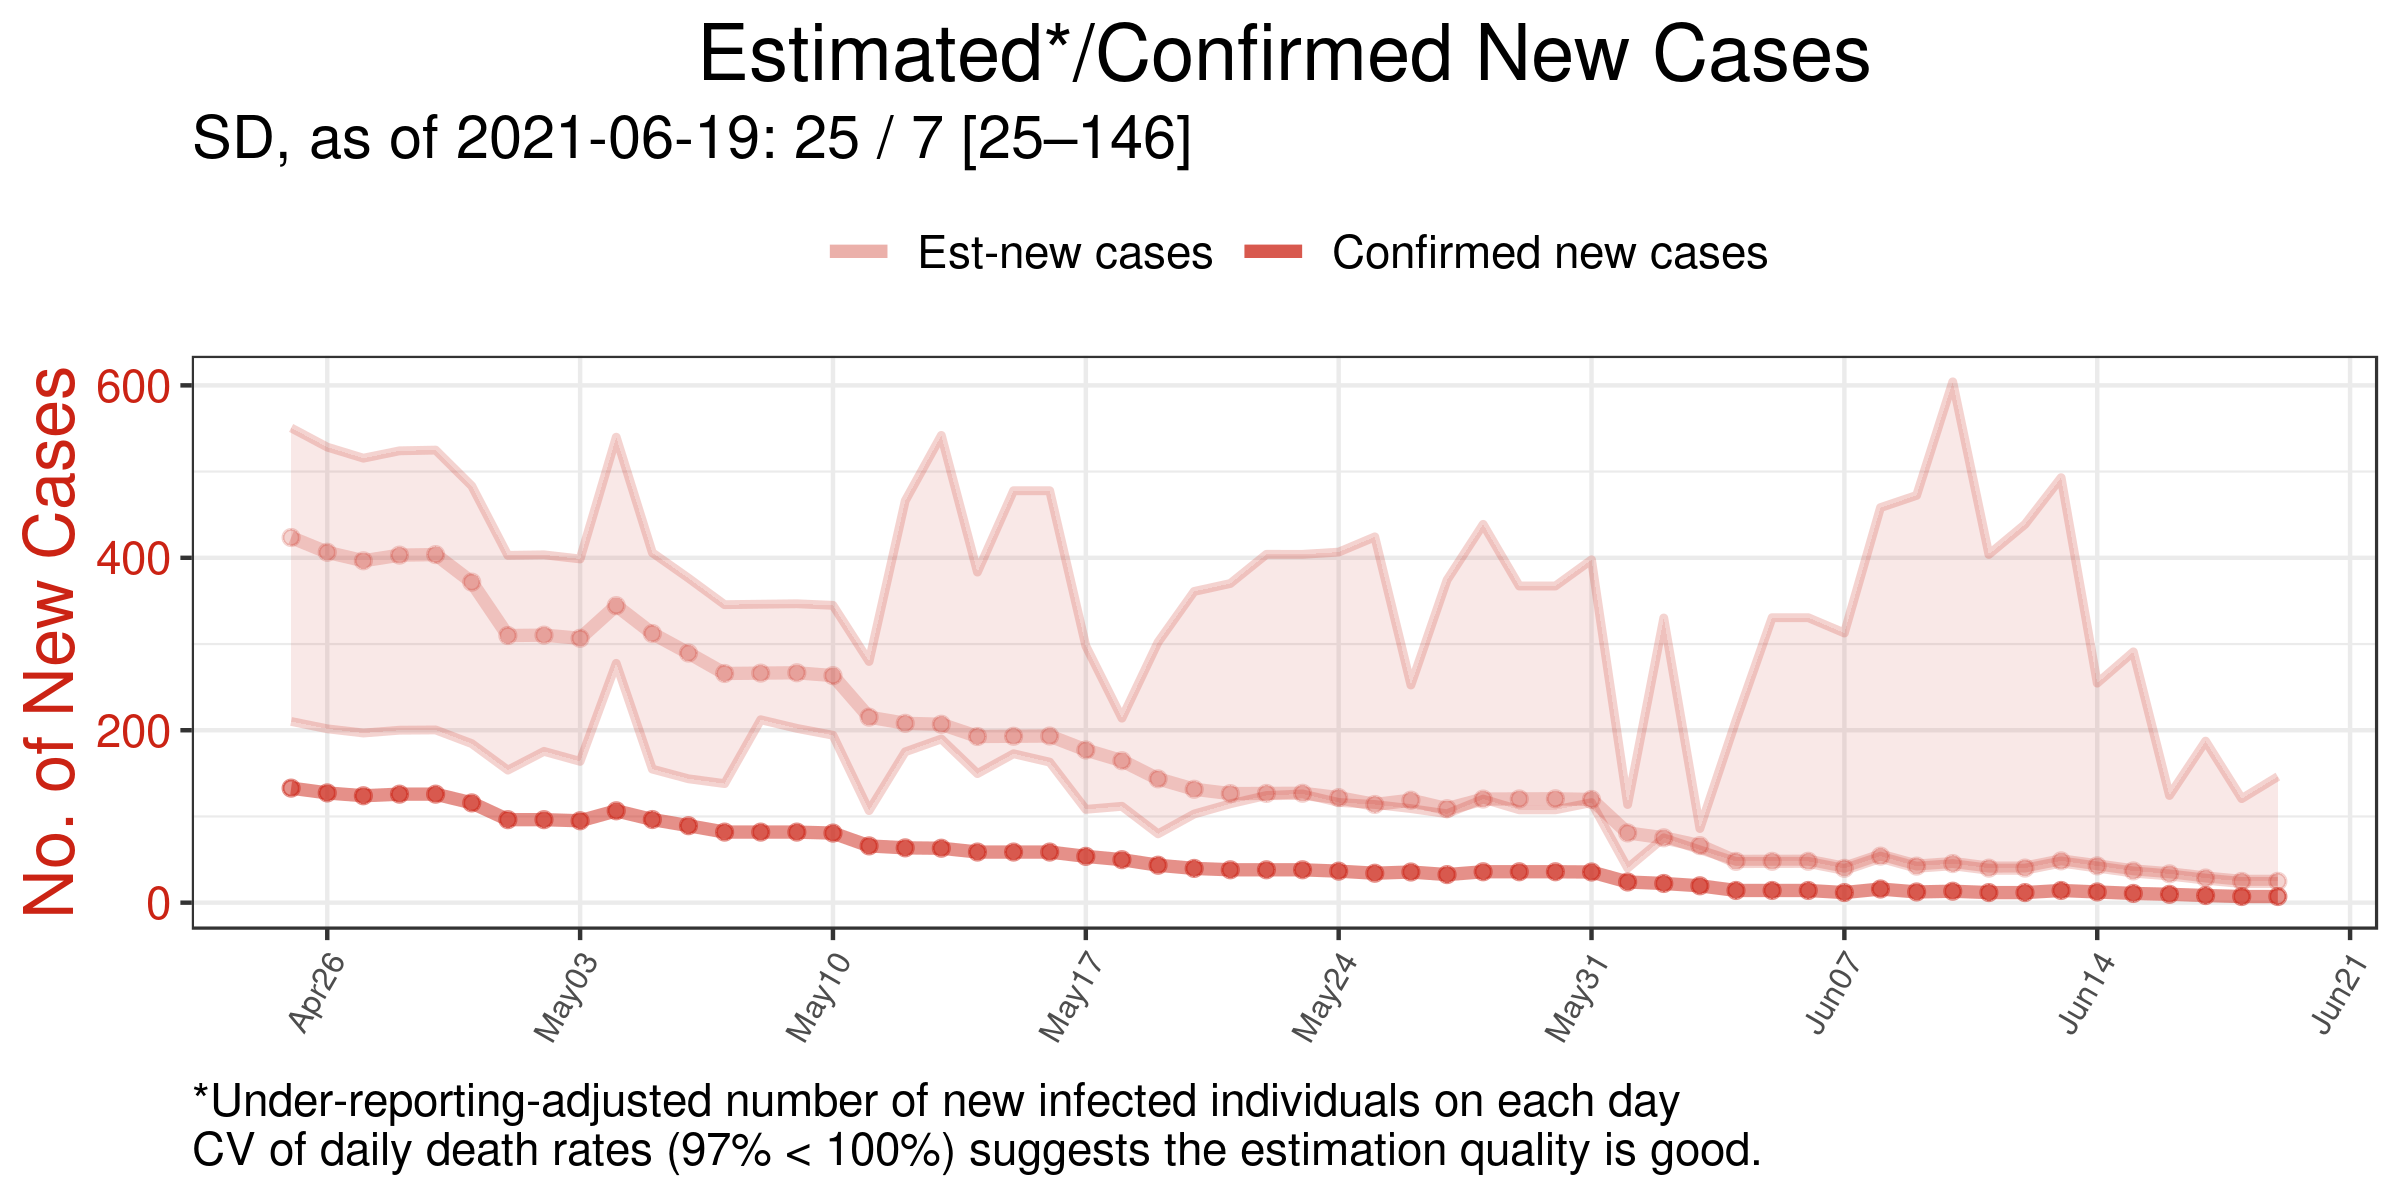 Estimated*/Confirmed New Cases
SD, as of 2021-06-19: 25 / 7 [25–146]
Est-new cases
Confirmed new cases
No. of New Cases
600
400
200
0
Apr26
May03
May10
May17
May24
May31
Jun07
Jun14
Jun21
*Under-reporting-adjusted number of new infected individuals on each day
CV of daily death rates (97% < 100%) suggests the estimation quality is good.